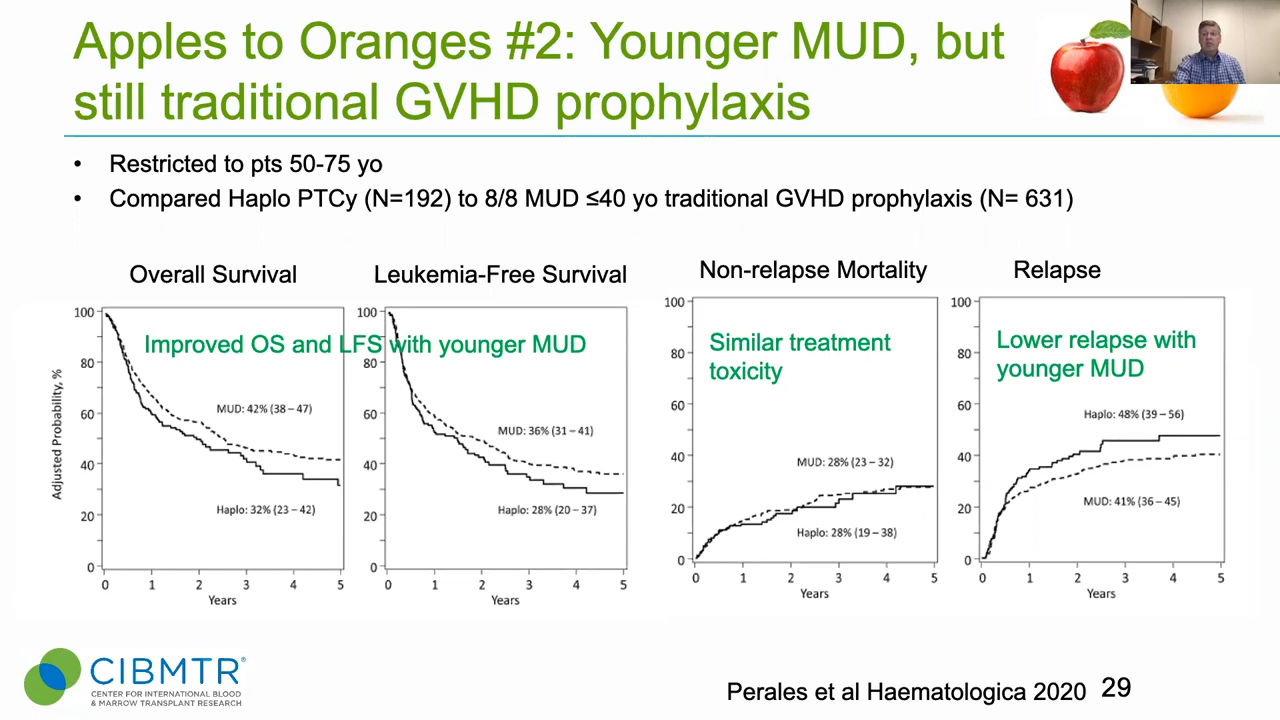 Apples to Oranges #2: Younger MUD, but
still traditional GVHD prophylaxis
• Restricted to pts 50-75 yo
• Compared Haplo PTCy (N=192) to 8/8 MUD ≤40 yo traditional GVHD prophylaxis (N= 631)
Overall Survival
Leukemia-Free Survival
Non-relapse Mortality
Relapse
Improved OS and LFS with younger MUD
Similar treatment
toxicity
Lower relapse with
younger MUD
Adjusted Probability, %
100
80
60
40
20
0
MUD: 42% (38 – 47)
Haplo: 32% (23 – 42)
0 1 2 3 4 5
Years
100
80
60
40
20
0
MUD: 36% (31 – 41)
Haplo: 28% (20 – 37)
0 1 2 3 4 5
Years
100
80
60
40
20
0
MUD: 28% (23 – 32)
Haplo: 28% (19 – 38)
0 1 2 3 4 5
Years
100
80
60
40
20
0
Haplo: 48% (39 – 56)
MUD: 41% (36 – 45)
0 1 2 3 4 5
Years
CIBMTR®
CENTER FOR INTERNATIONAL BLOOD
& MARROW TRANSPLANT RESEARCH
Perales et al Haematologica 2020 29